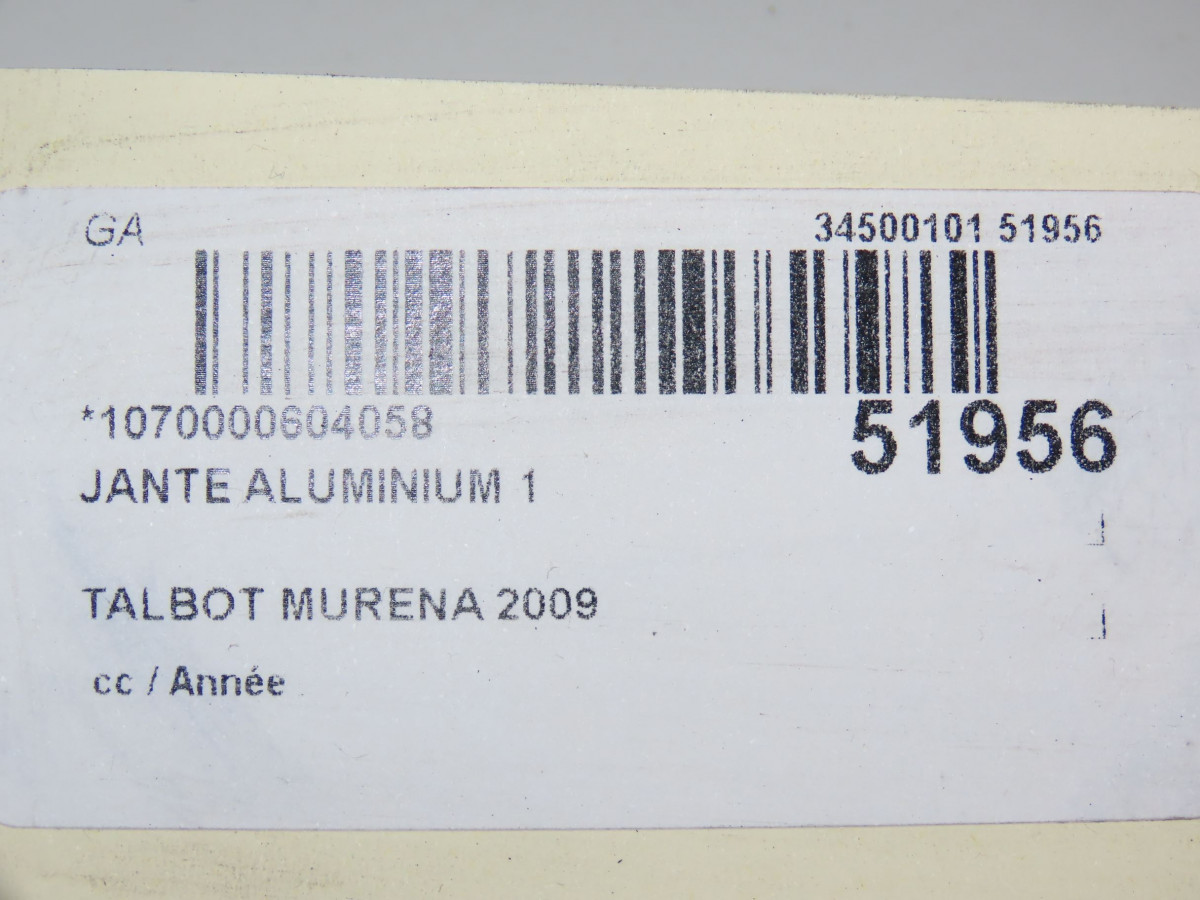 GA
34500101 51956
*1070000604058
51956
JANTE ALUMINIUM 1
TALBOT MURENA 2009
cc / Année